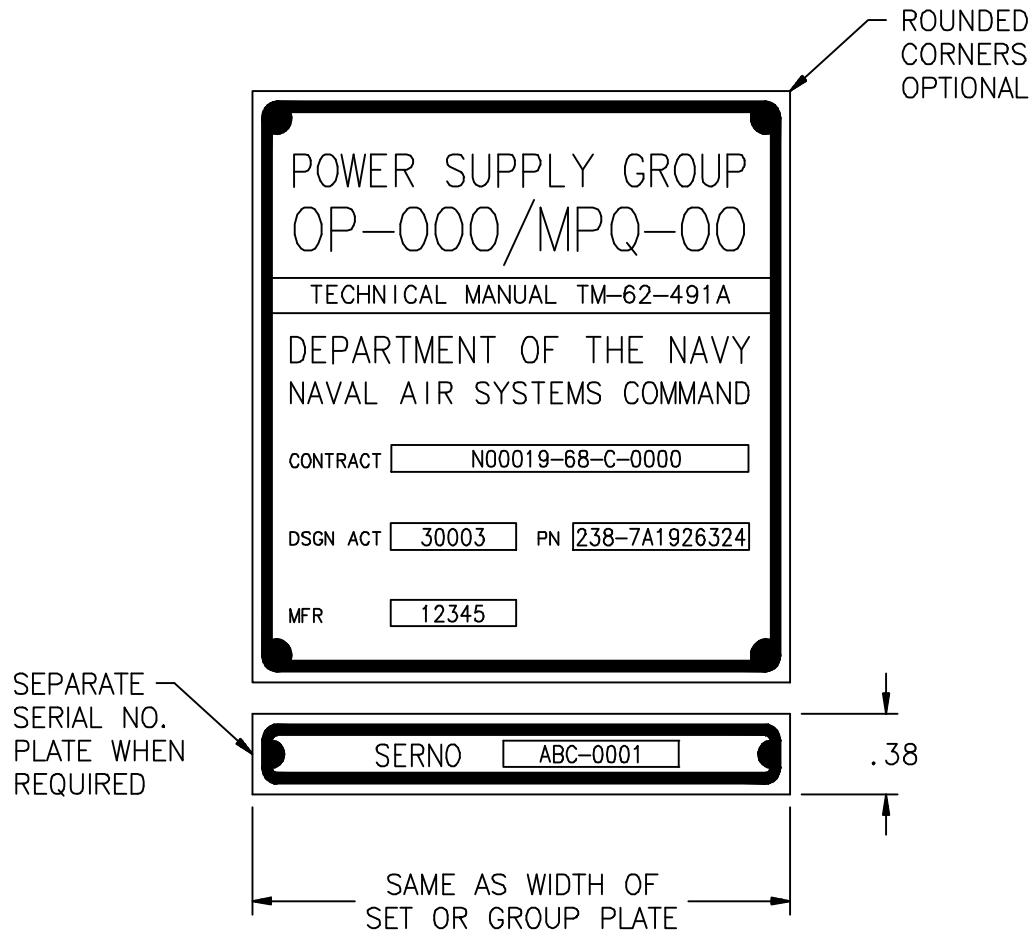 ROUNDED
CORNERS
OPTIONAL
POWER SUPPLY GROUP
OP-000/MPQ-00
TECHNICAL MANUAL TM-62-491A
DEPARTMENT OF THE NAVY
NAVAL AIR SYSTEMS COMMAND
CONTRACT N00019-68-C-0000
DSGN ACT 30003 PN 238-7A1926324
MFR 12345
SEPARATE
SERIAL NO.
PLATE WHEN
REQUIRED
SERNO ABC-0001
.38
SAME AS WIDTH OF
SET OR GROUP PLATE